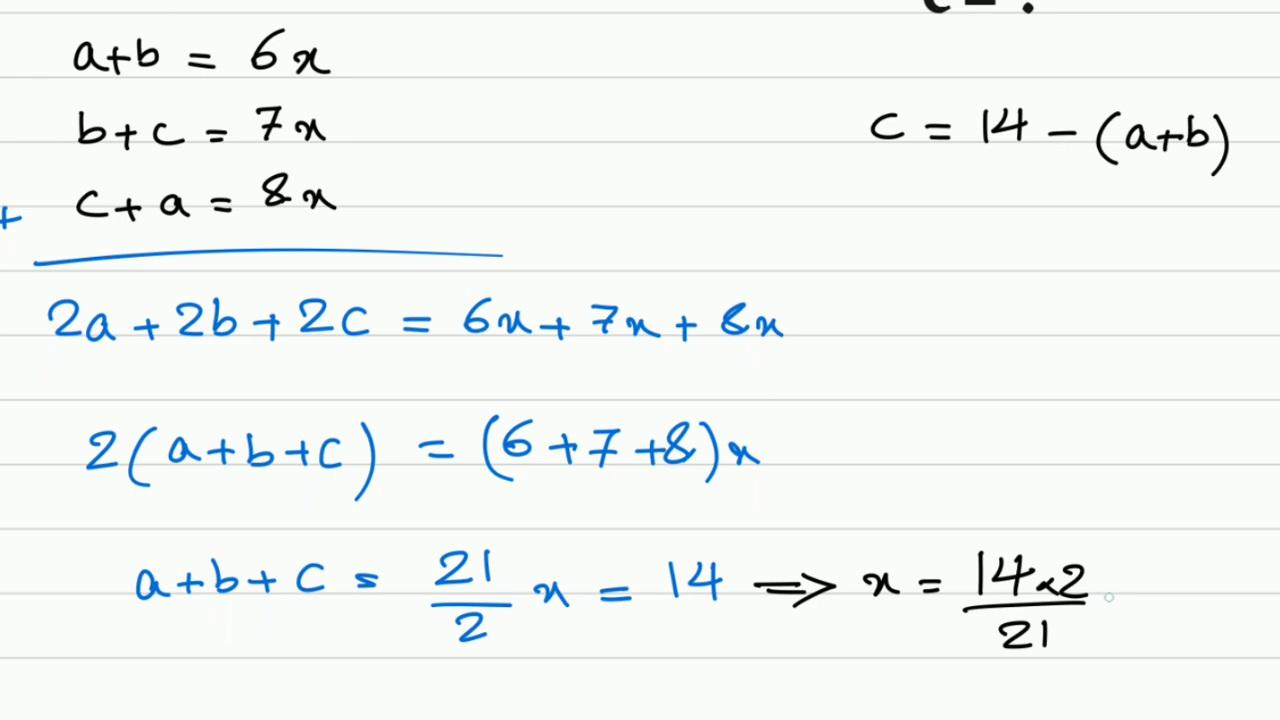 c = ?
a+b = 6x
b+c = 7x
c = 14 - (a+b)
c+a = 8x
+
2a+2b+2c = 6x+7x+8x
2(a+b+c) = (6+7+8)x
a+b+c = 21/2 x = 14 ⟹ x = 14×2/21